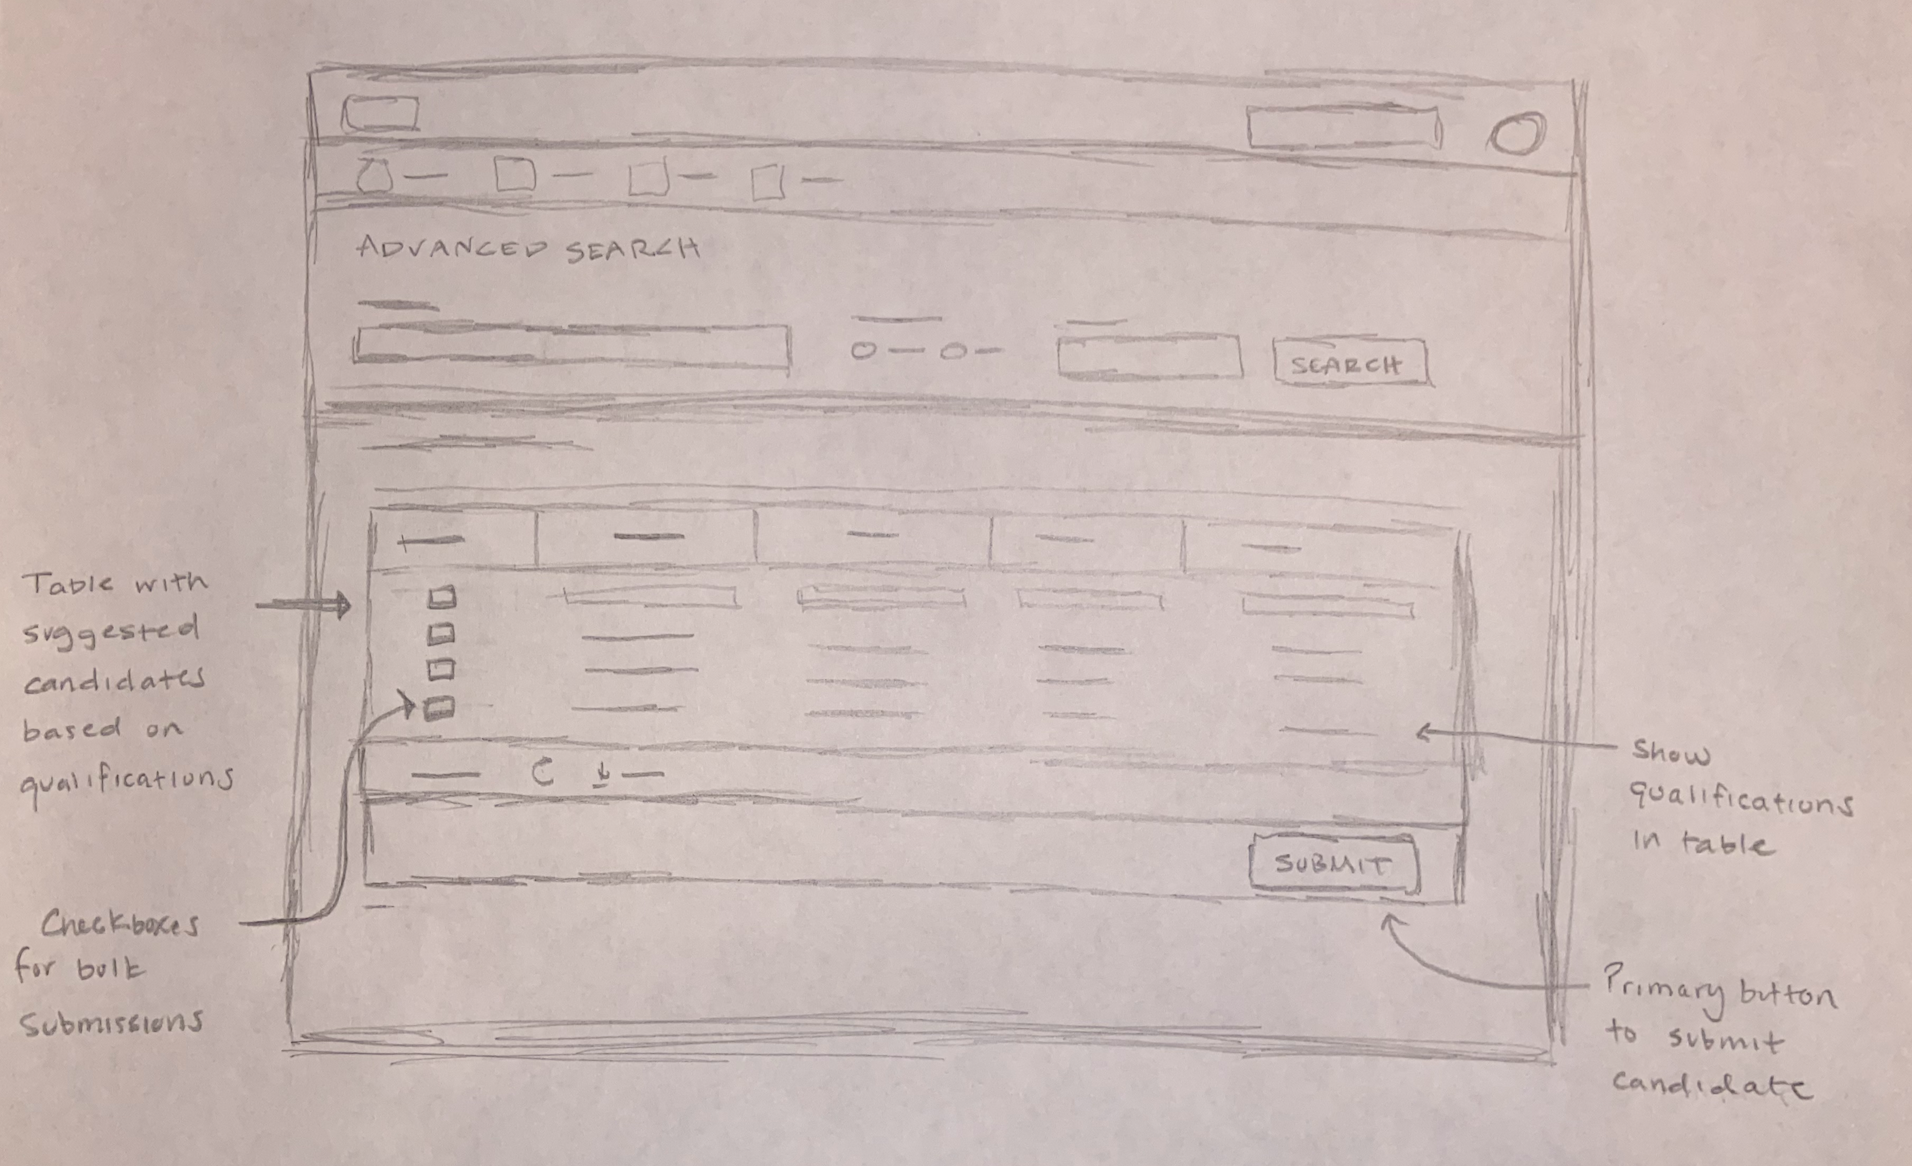 ADVANCED SEARCH
SEARCH
Table with
suggested
candidates
based on
qualifications
Show
qualifications
in table
SUBMIT
Checkboxes
for bulk
submissions
Primary button
to submit
candidate